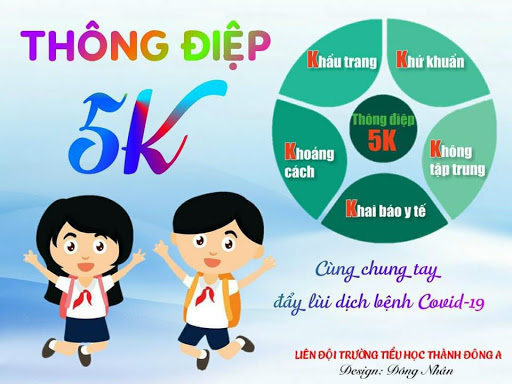 THÔNG ĐIỆP
5K
Khẩu trang
Khử khuẩn
Thông điệp
5K
Khoảng
cách
Không
tập trung
Khai báo y tế
Cùng chung tay
đẩy lùi dịch bệnh Covid-19
LIÊN ĐỘI TRƯỜNG TIỂU HỌC THÀNH ĐÔNG A
Design: Đông Nhân